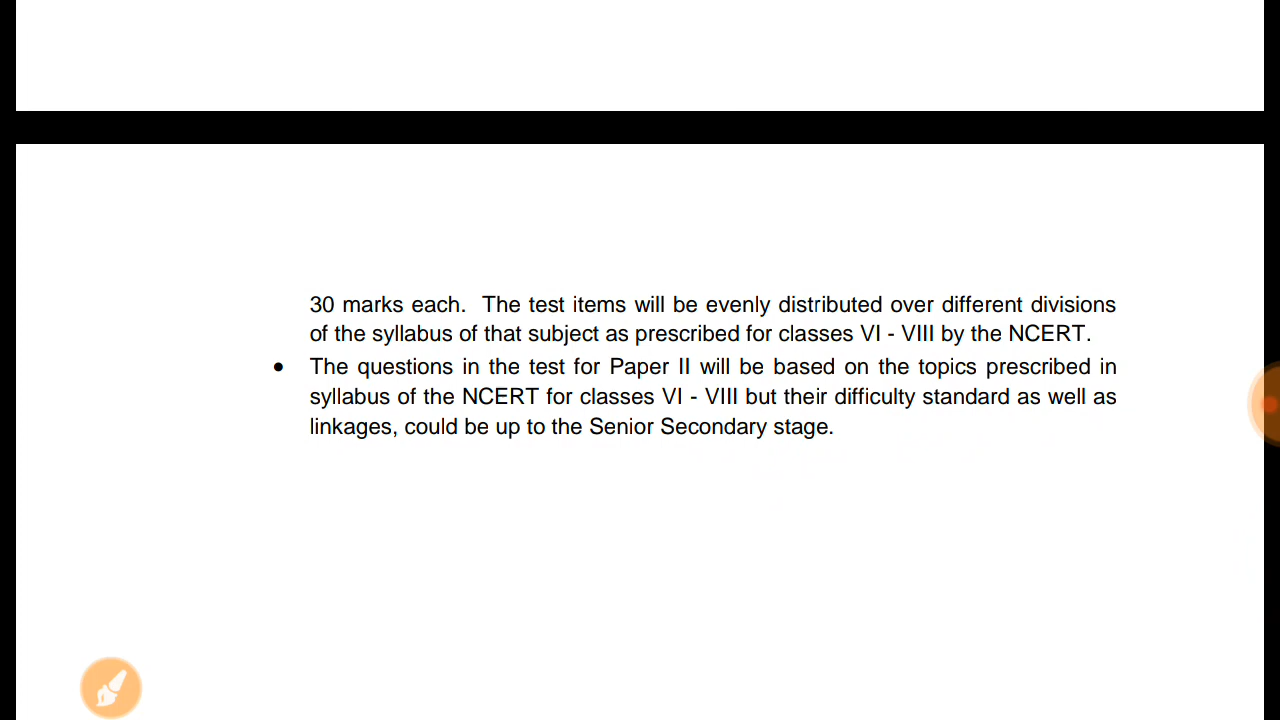 30 marks each.  The test items will be evenly distributed over different divisions
of the syllabus of that subject as prescribed for classes VI - VIII by the NCERT.
• The questions in the test for Paper II will be based on the topics prescribed in
syllabus of the NCERT for classes VI - VIII but their difficulty standard as well as
linkages, could be up to the Senior Secondary stage.